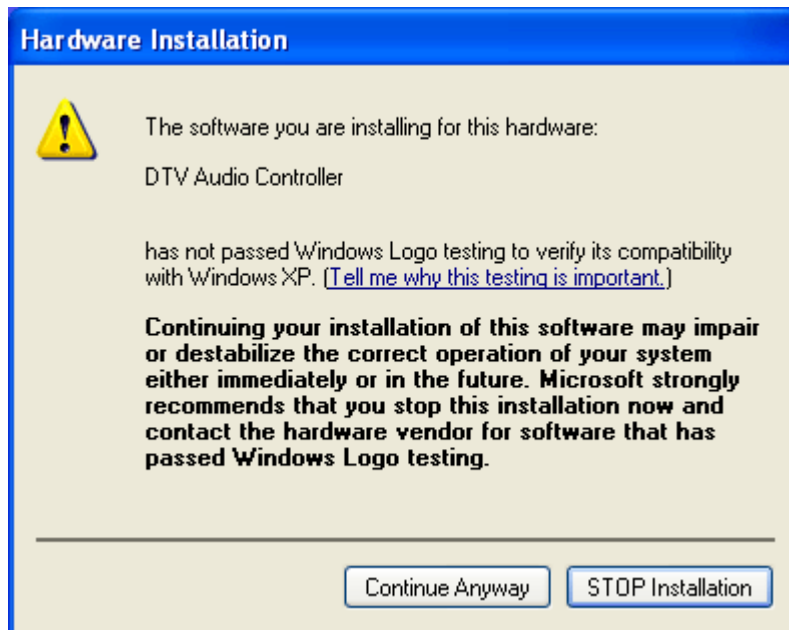 Hardware Installation
The software you are installing for this hardware:
DTV Audio Controller
has not passed Windows Logo testing to verify its compatibility
with Windows XP. (Tell me why this testing is important.)
Continuing your installation of this software may impair
or destabilize the correct operation of your system
either immediately or in the future. Microsoft strongly
recommends that you stop this installation now and
contact the hardware vendor for software that has
passed Windows Logo testing.
Continue Anyway
STOP Installation